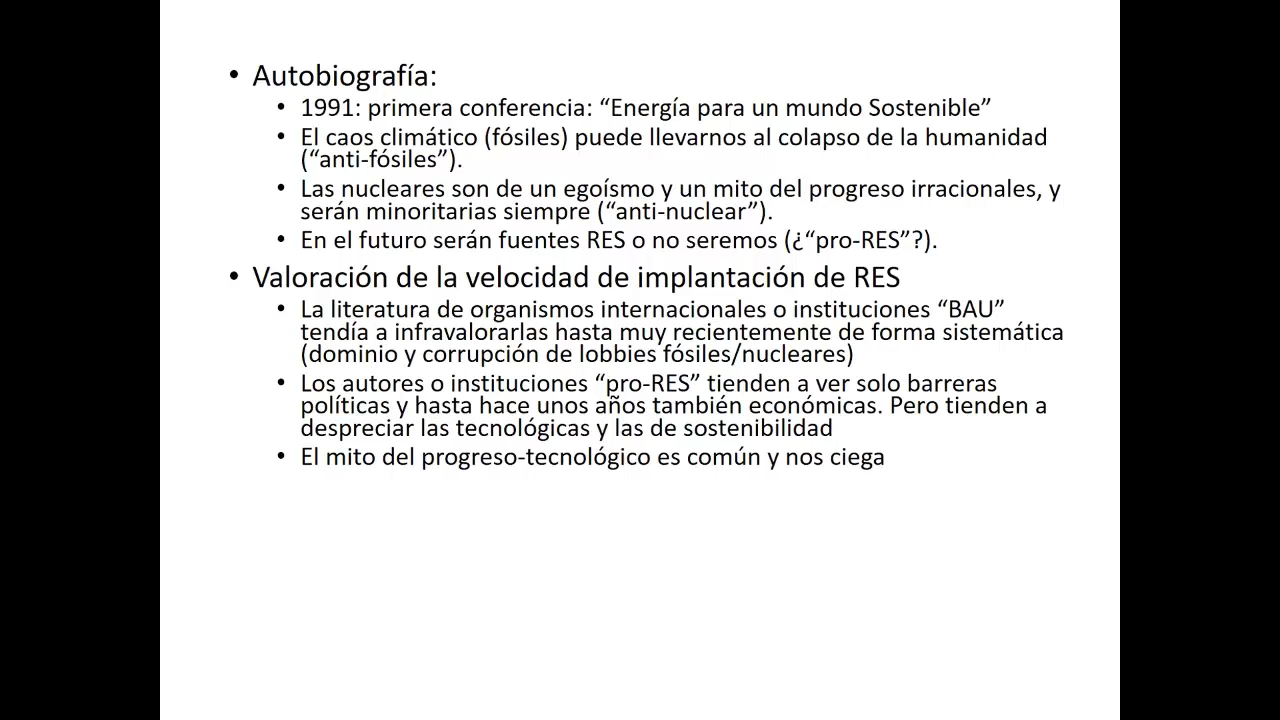 • Autobiografía:
• 1991: primera conferencia: “Energía para un mundo Sostenible”
• El caos climático (fósiles) puede llevarnos al colapso de la humanidad
(“anti-fósiles”).
• Las nucleares son de un egoísmo y un mito del progreso irracionales, y
serán minoritarias siempre (“anti-nuclear”).
• En el futuro serán fuentes RES o no seremos (¿“pro-RES”?).
• Valoración de la velocidad de implantación de RES
• La literatura de organismos internacionales o instituciones “BAU”
tendía a infravalorarlas hasta muy recientemente de forma sistemática
(dominio y corrupción de lobbies fósiles/nucleares)
• Los autores o instituciones “pro-RES” tienden a ver solo barreras
políticas y hasta hace unos años también económicas. Pero tienden a
despreciar las tecnológicas y las de sostenibilidad
• El mito del progreso-tecnológico es común y nos ciega